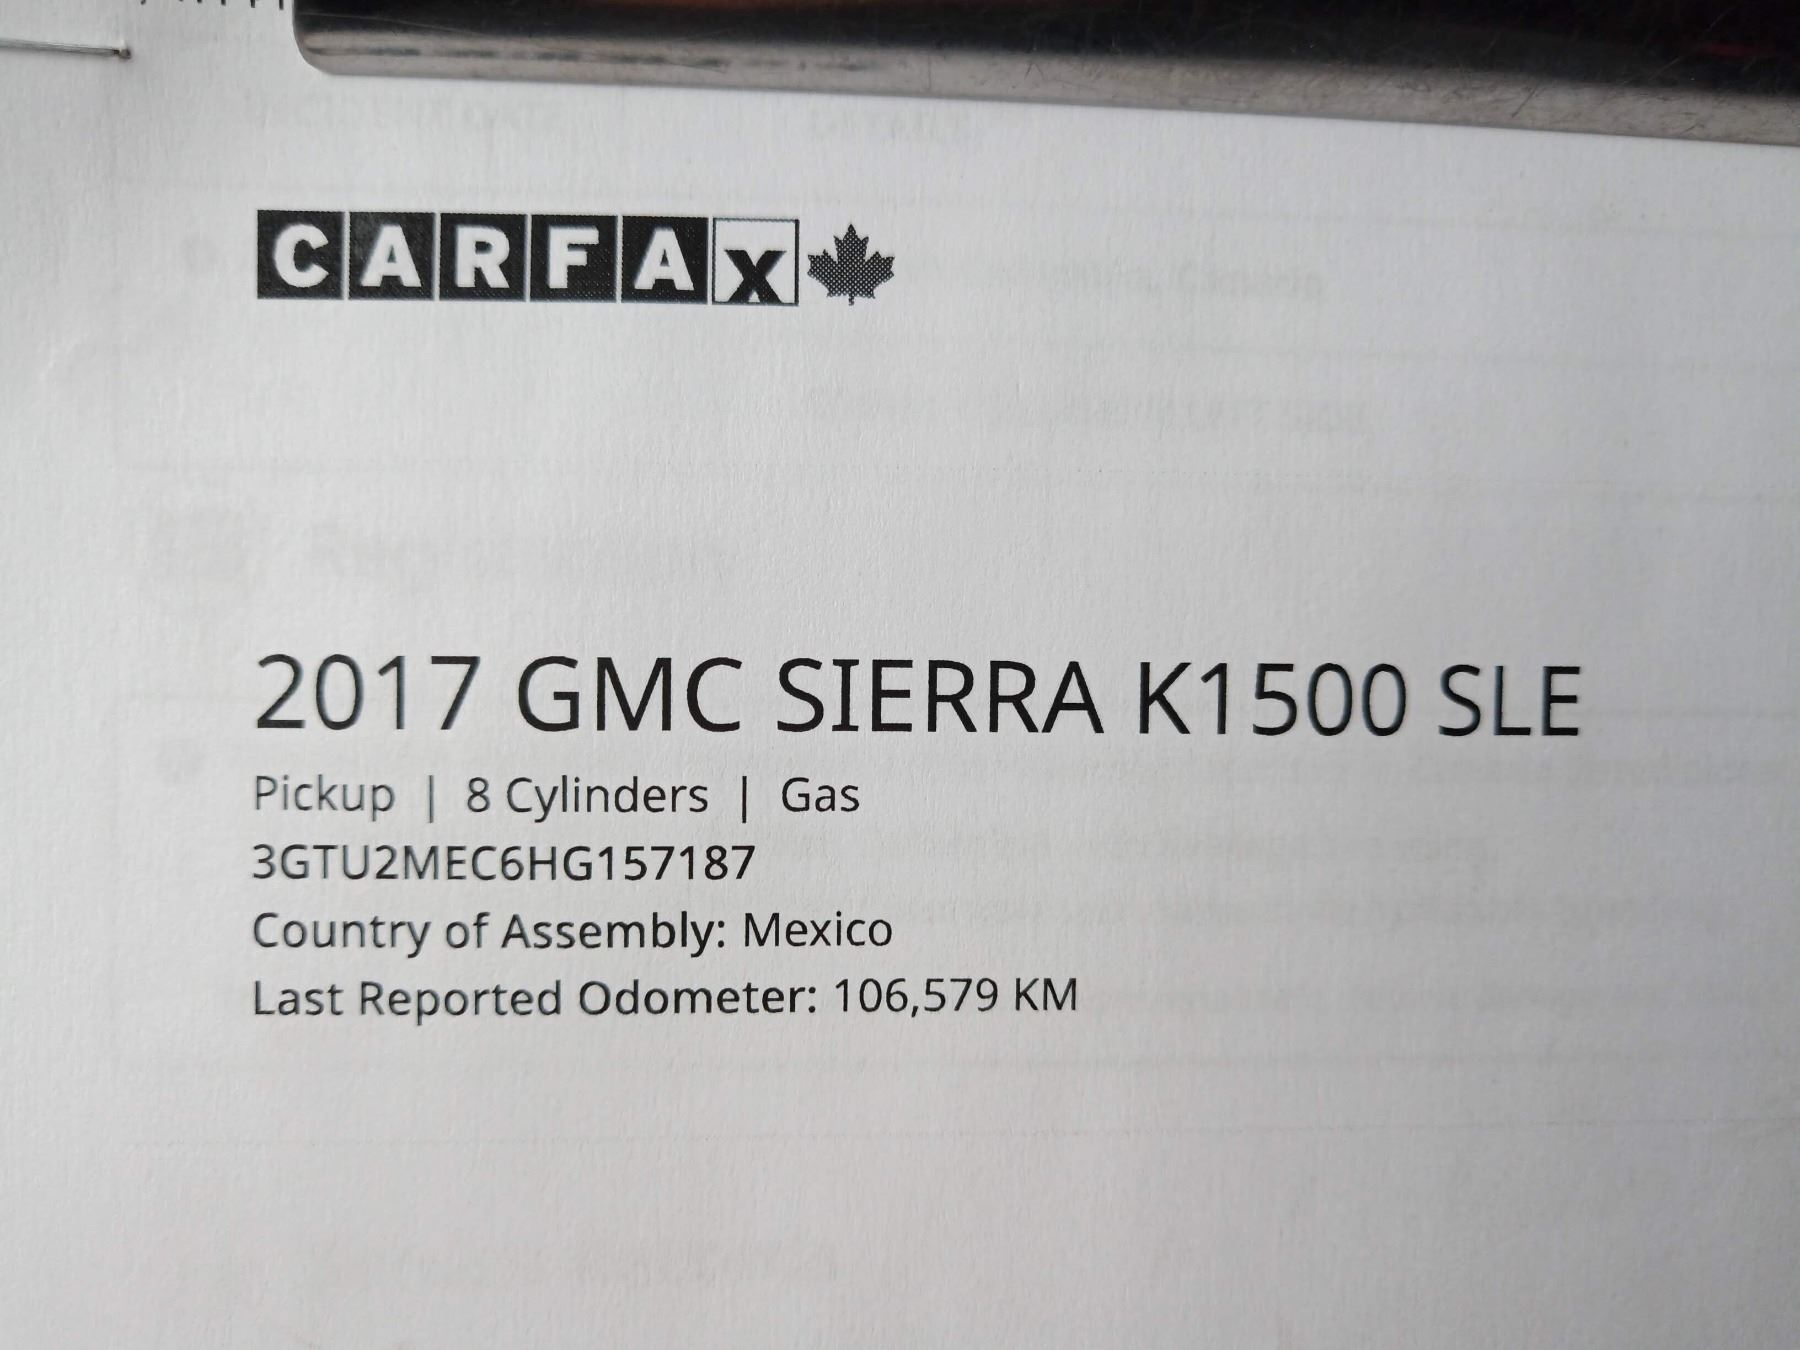 CARFAX
2017 GMC SIERRA K1500 SLE
Pickup | 8 Cylinders | Gas
3GTU2MEC6HG157187
Country of Assembly: Mexico
Last Reported Odometer: 106,579 KM